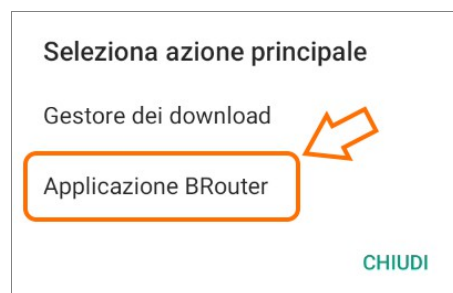 Seleziona azione principale
Gestore dei download
Applicazione BRouter
CHIUDI